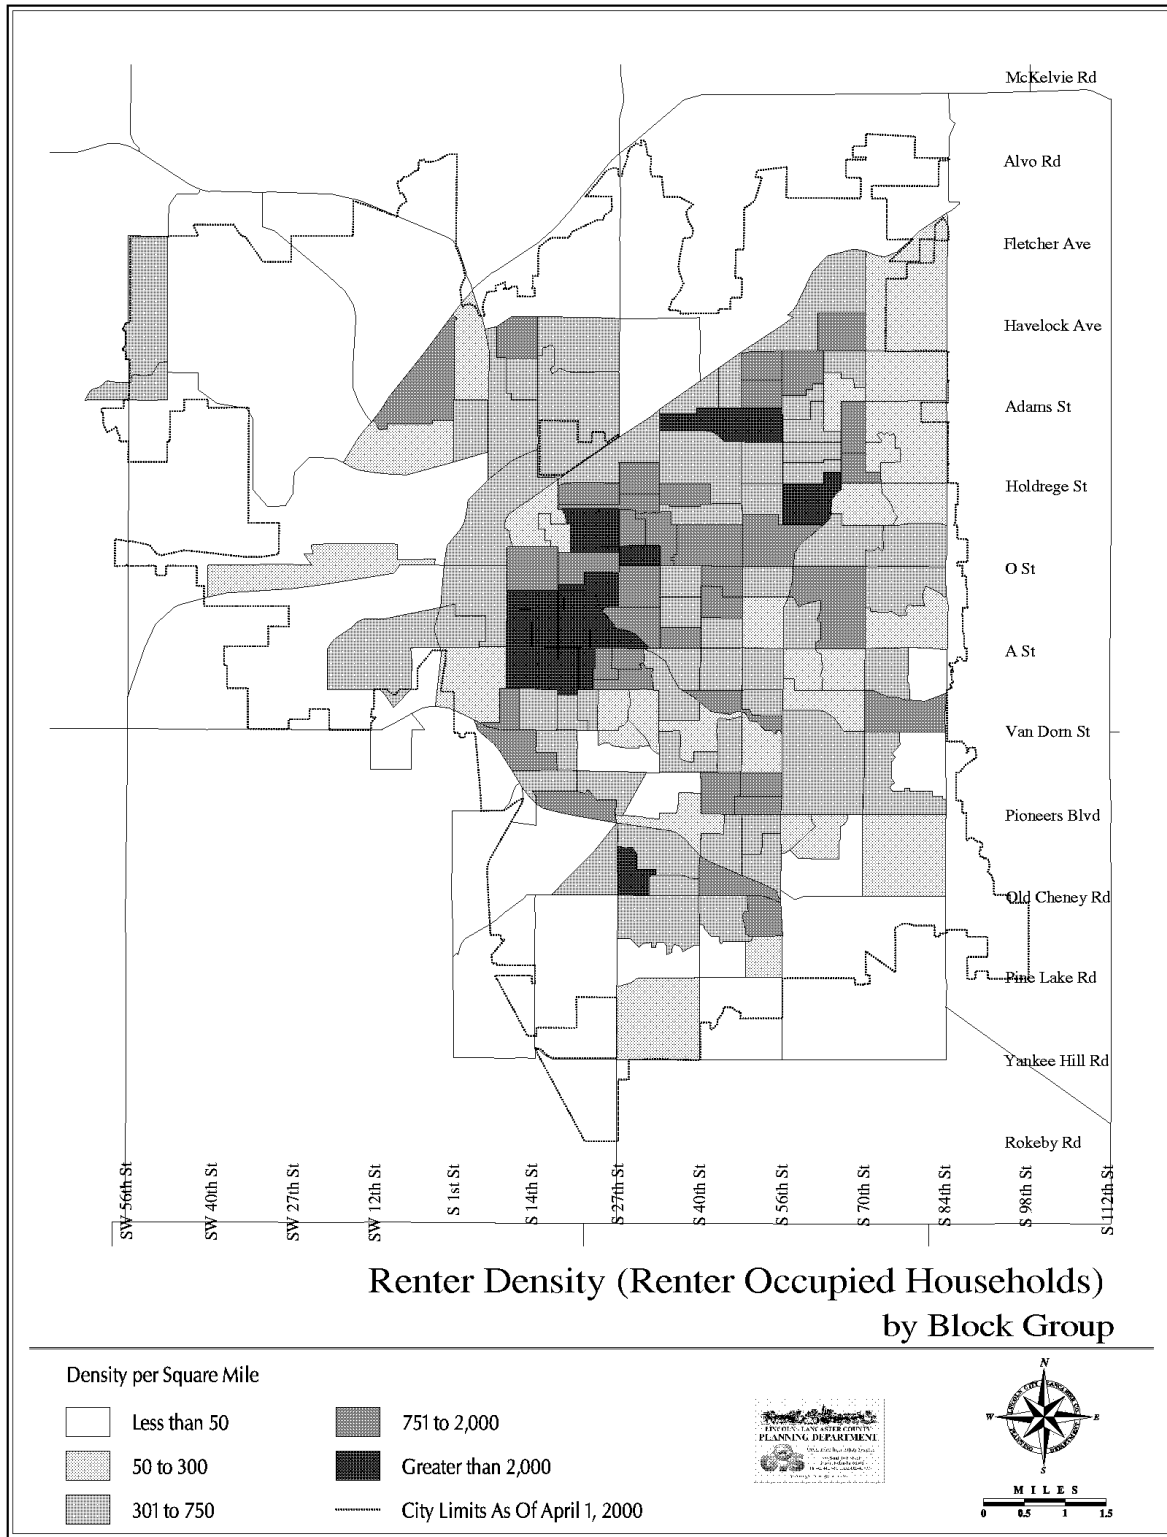 McKelvie Rd
Alvo Rd
Fletcher Ave
Havelock Ave
Adams St
Holdrege St
O St
A St
Van Dorn St
Pioneers Blvd
Old Cheney Rd
Pine Lake Rd
Yankee Hill Rd
Rokeby Rd
SW 56th St
SW 40th St
SW 27th St
SW 12th St
S 1st St
S 14th St
S 27th St
S 40th St
S 56th St
S 70th St
S 84th St
S 98th St
S 112th St
Renter Density (Renter Occupied Households)
by Block Group
Density per Square Mile
Less than 50
50 to 300
301 to 750
751 to 2,000
Greater than 2,000
City Limits As Of April 1, 2000
LINCOLN - LANCASTER COUNTY
PLANNING DEPARTMENT
N
W
E
S
MILES
0 0.5 1 1.5